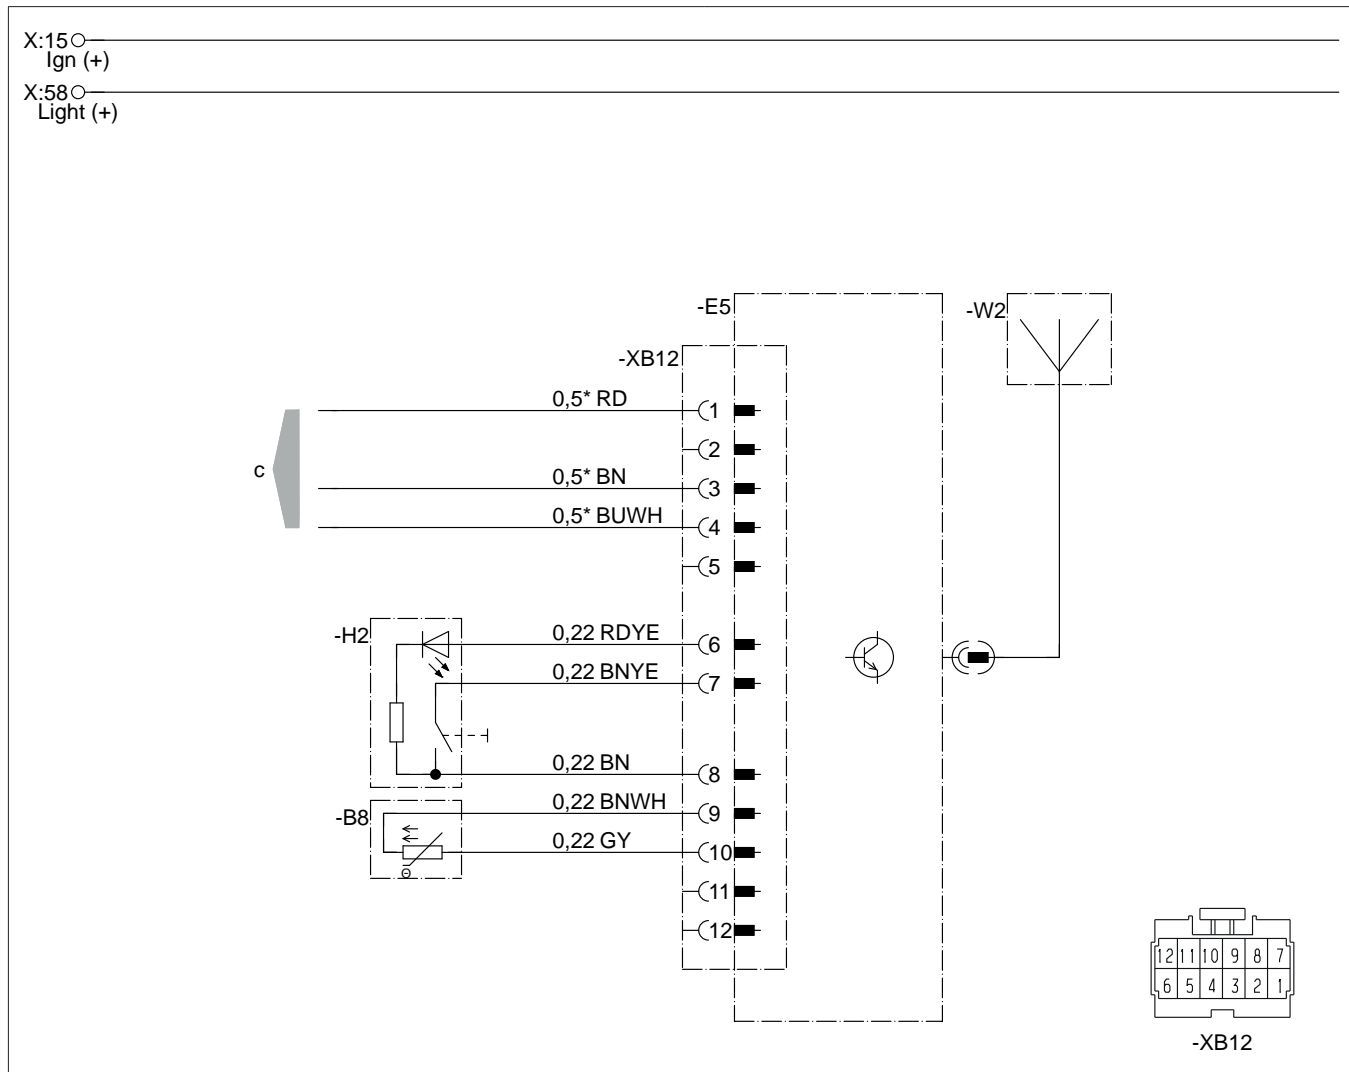 X:15
Ign (+)
X:58
Light (+)
-E5
-W2
-XB12
0,5* RD
1
2
c
0,5* BN
3
0,5* BUWH
4
5
-H2
0,22 RDYE
6
0,22 BNYE
7
0,22 BN
8
-B8
0,22 BNWH
9
0,22 GY
10
Θ
11
12
12 11 10 9 8 7
6 5 4 3 2 1
-XB12